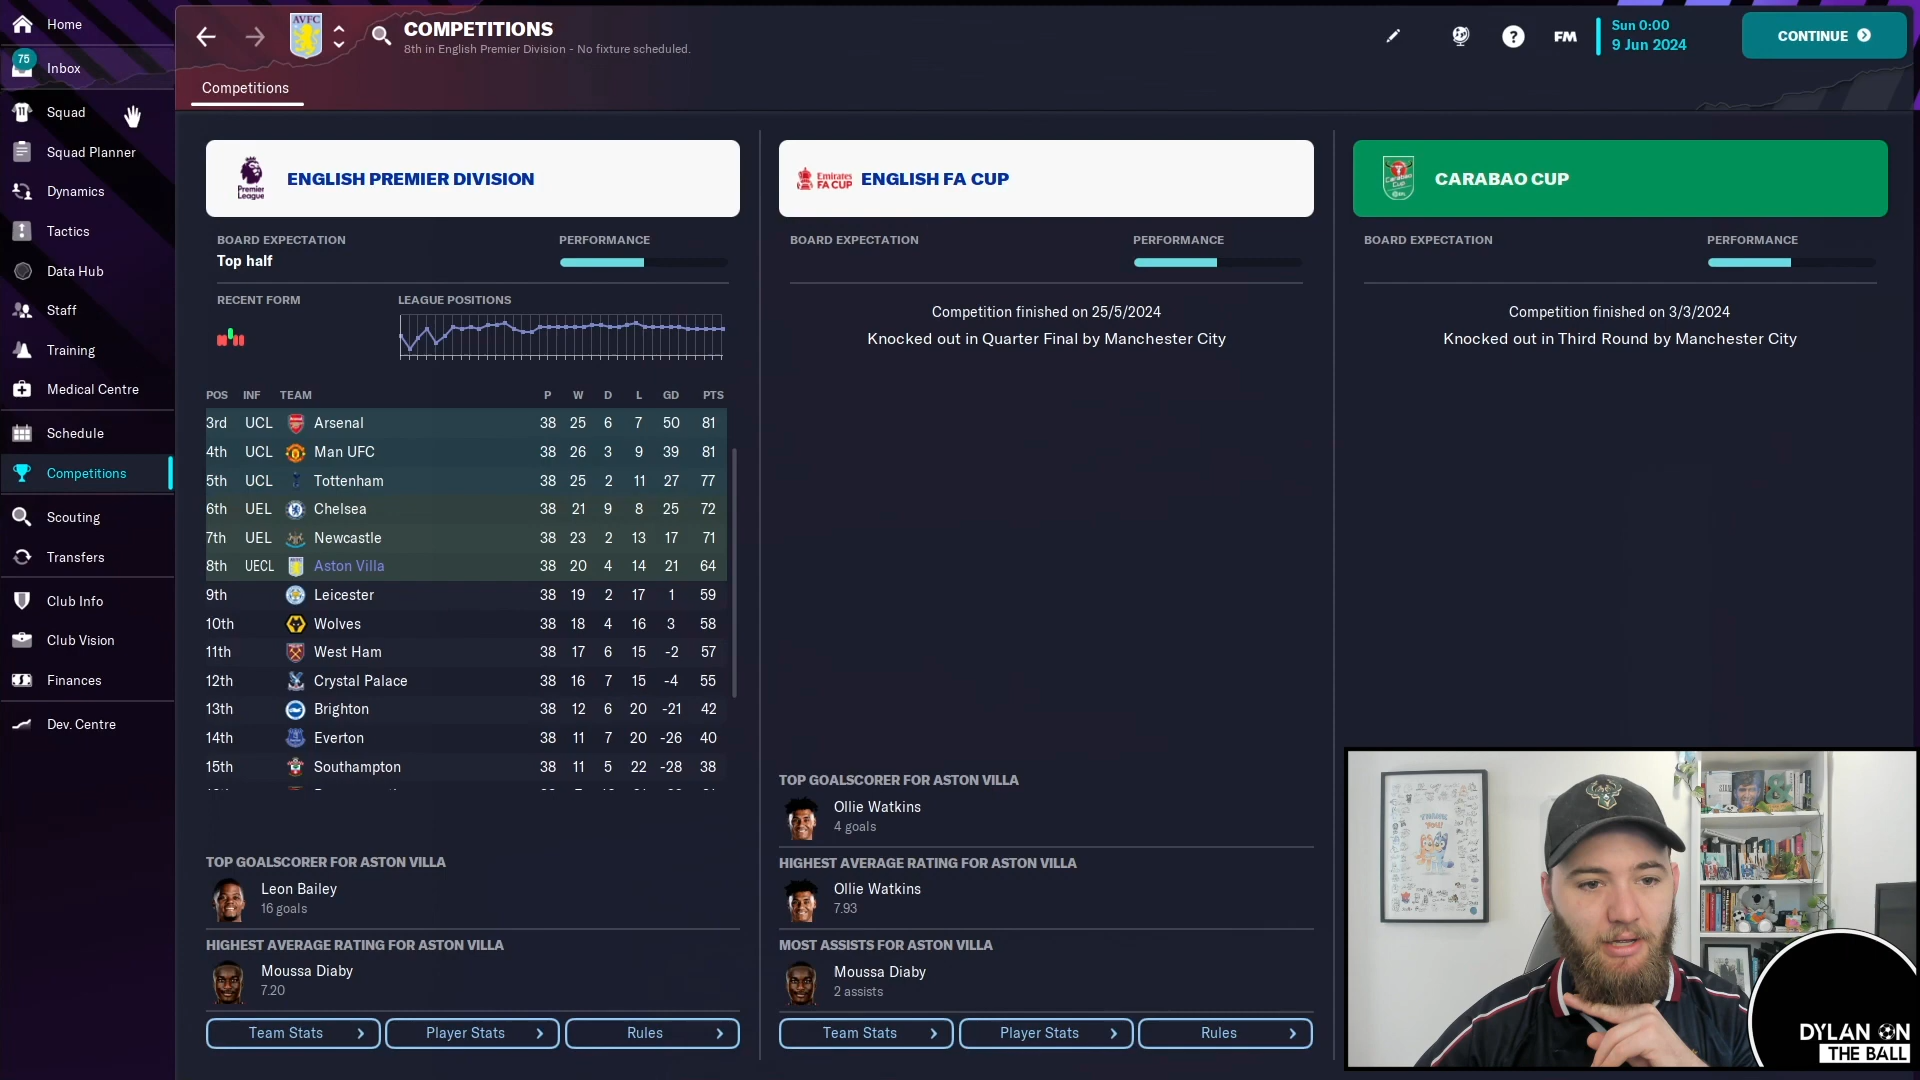 Home
75
Inbox
Squad
Squad Planner
Dynamics
Tactics
Data Hub
Staff
Training
Medical Centre
Schedule
Competitions
Scouting
Transfers
Club Info
Club Vision
Finances
Dev. Centre
AVFC
COMPETITIONS
8th in English Premier Division - No fixture scheduled.
FM
Sun 0:00
9 Jun 2024
CONTINUE
Competitions
Premier League
ENGLISH PREMIER DIVISION
BOARD EXPECTATION
PERFORMANCE
Top half
RECENT FORM
LEAGUE POSITIONS
POS INF TEAM P W D L GD PTS
3rd UCL Arsenal 38 25 6 7 50 81
4th UCL Man UFC 38 26 3 9 39 81
5th UCL Tottenham 38 25 2 11 27 77
6th UEL Chelsea 38 21 9 8 25 72
7th UEL Newcastle 38 23 2 13 17 71
8th UECL Aston Villa 38 20 4 14 21 64
9th Leicester 38 19 2 17 1 59
10th Wolves 38 18 4 16 3 58
11th West Ham 38 17 6 15 -2 57
12th Crystal Palace 38 16 7 15 -4 55
13th Brighton 38 12 6 20 -21 42
14th Everton 38 11 7 20 -26 40
15th Southampton 38 11 5 22 -28 38
TOP GOALSCORER FOR ASTON VILLA
Leon Bailey
16 goals
HIGHEST AVERAGE RATING FOR ASTON VILLA
Moussa Diaby
7.20
Team Stats
Player Stats
Rules
Emirates FA CUP
ENGLISH FA CUP
BOARD EXPECTATION
PERFORMANCE
Competition finished on 25/5/2024
Knocked out in Quarter Final by Manchester City
TOP GOALSCORER FOR ASTON VILLA
Ollie Watkins
4 goals
HIGHEST AVERAGE RATING FOR ASTON VILLA
Ollie Watkins
7.93
MOST ASSISTS FOR ASTON VILLA
Moussa Diaby
2 assists
Team Stats
Player Stats
Rules
Carabao Cup
CARABAO CUP
BOARD EXPECTATION
PERFORMANCE
Competition finished on 3/3/2024
Knocked out in Third Round by Manchester City
THANK YOU!
DYLAN ON
THE BALL